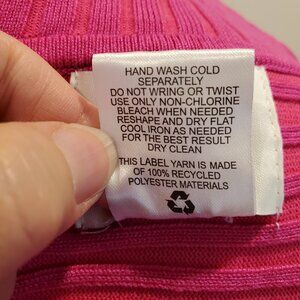 HAND WASH COLD
SEPARATELY
DO NOT WRING OR TWIST
USE ONLY NON-CHLORINE
BLEACH WHEN NEEDED
RESHAPE AND DRY FLAT
COOL IRON AS NEEDED
FOR THE BEST RESULT
DRY CLEAN
THIS LABEL YARN IS MADE
OF 100% RECYCLED
POLYESTER MATERIALS